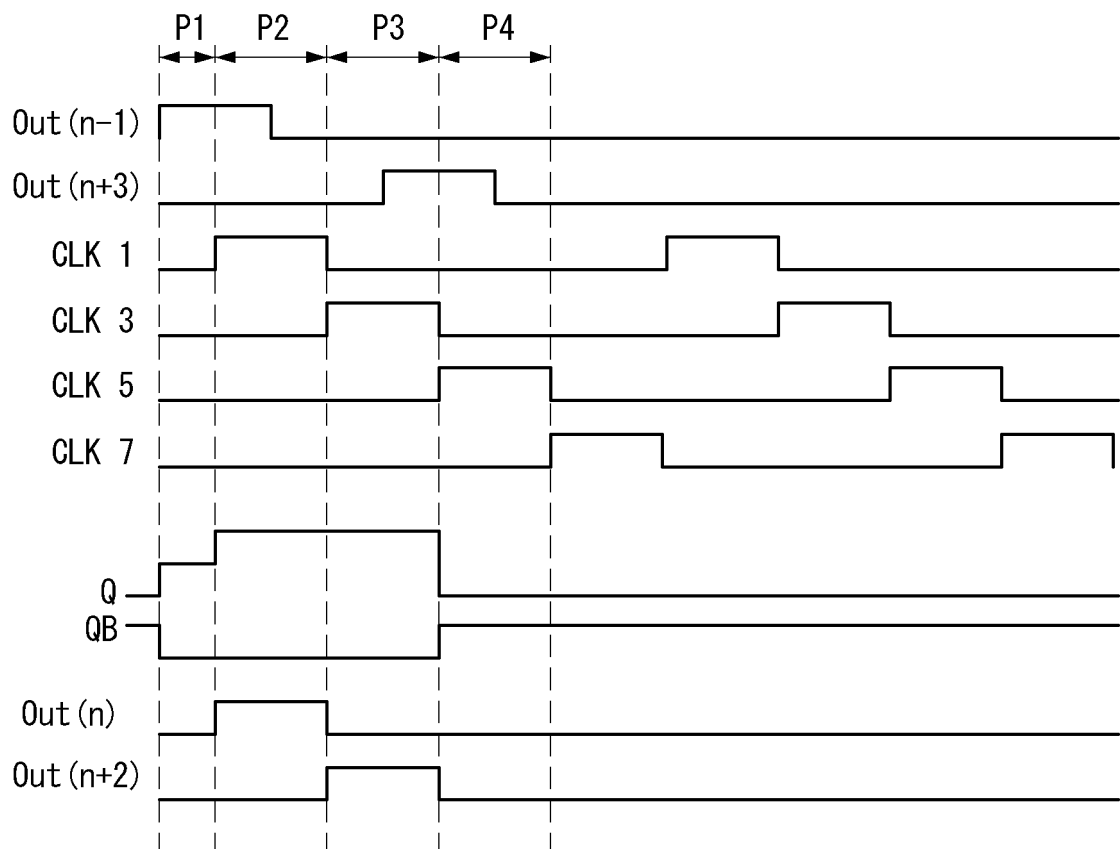 P1 P2 P3 P4
Out(n-1)
Out(n+3)
CLK 1
CLK 3
CLK 5
CLK 7
Q
QB
Out(n)
Out(n+2)